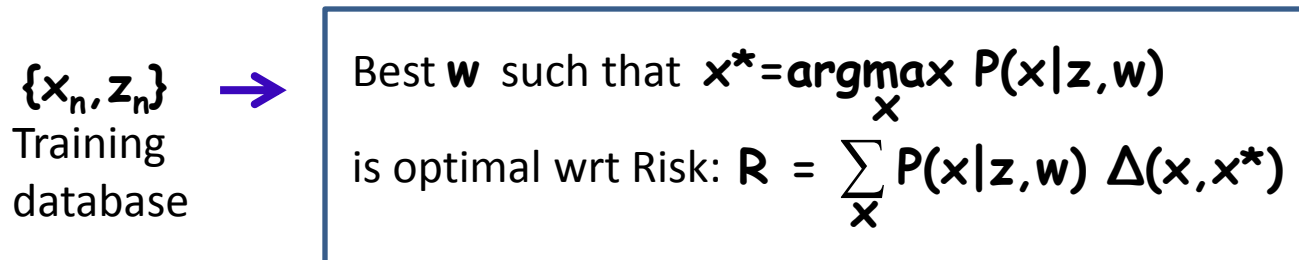 {xₙ,zₙ}
Training
database
Best w such that x*=argmax P(x|z,w)
x
is optimal wrt Risk: R = ∑ P(x|z,w) Δ(x,x*)
x